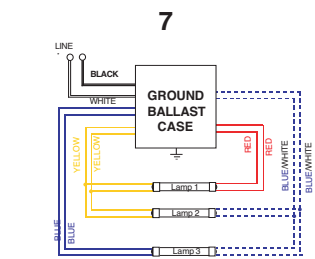 7
LINE
BLACK
WHITE
GROUND
BALLAST
CASE
YELLOW
YELLOW
RED
RED
BLUE/WHITE
BLUE/WHITE
Lamp 1
Lamp 2
BLUE
BLUE
Lamp 3